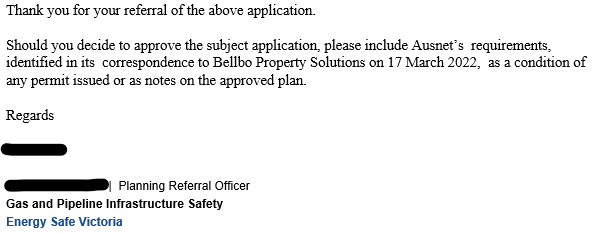 Thank you for your referral of the above application.
Should you decide to approve the subject application, please include Ausnet’s requirements,
identified in its correspondence to Bellbo Property Solutions on 17 March 2022, as a condition of
any permit issued or as notes on the approved plan.
Regards
| Planning Referral Officer
Gas and Pipeline Infrastructure Safety
Energy Safe Victoria